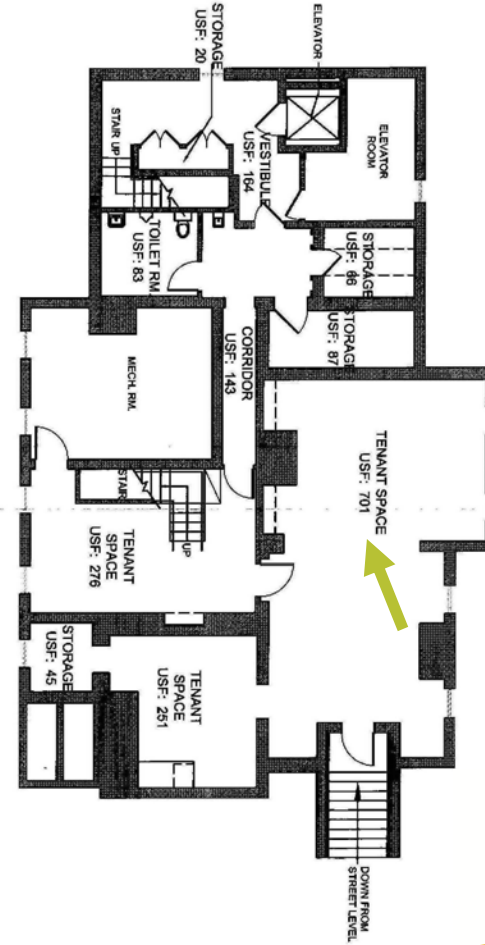 STORAGE
USF: 20
ELEVATOR
STAIR UP
VESTIBULE
USF: 164
ELEVATOR
ROOM
TOILET RM
USF: 83
STORAGE
USF: 66
STORAGE
USF: 87
CORRIDOR
USF: 143
MECH. RM.
TENANT SPACE
USF: 701
STAIR
UP
TENANT
SPACE
USF: 276
STORAGE
USF: 45
TENANT
SPACE
USF: 251
DOWN FROM
STREET LEVEL